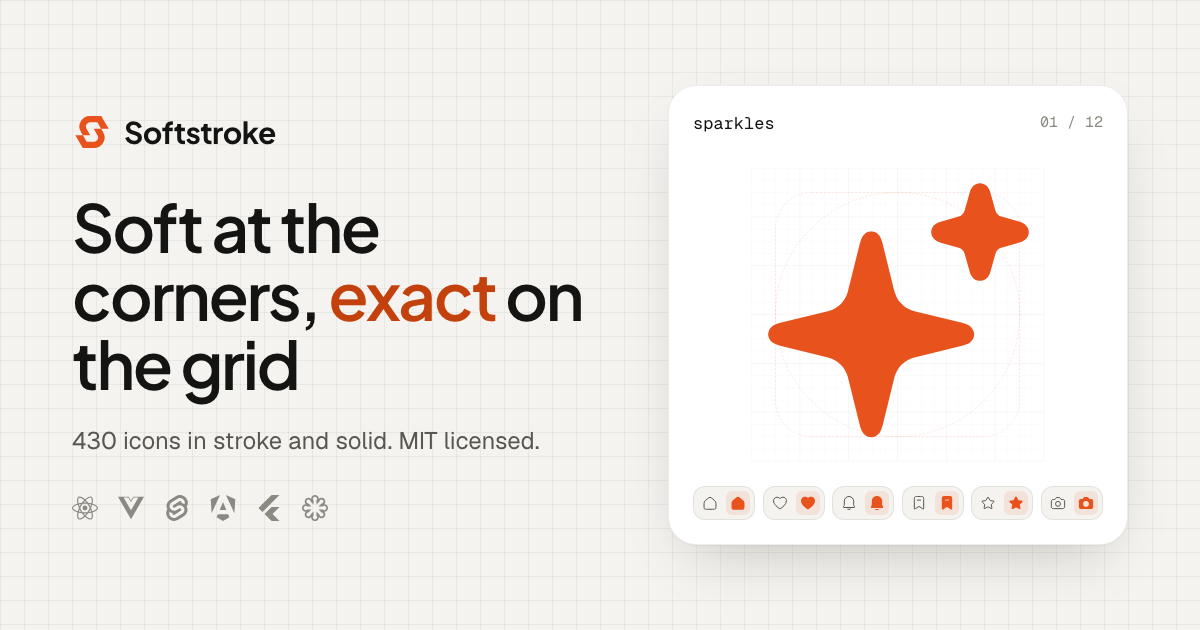 Softstroke
Soft at the
corners, exact on
the grid
430 icons in stroke and solid. MIT licensed.
sparkles
01 / 12